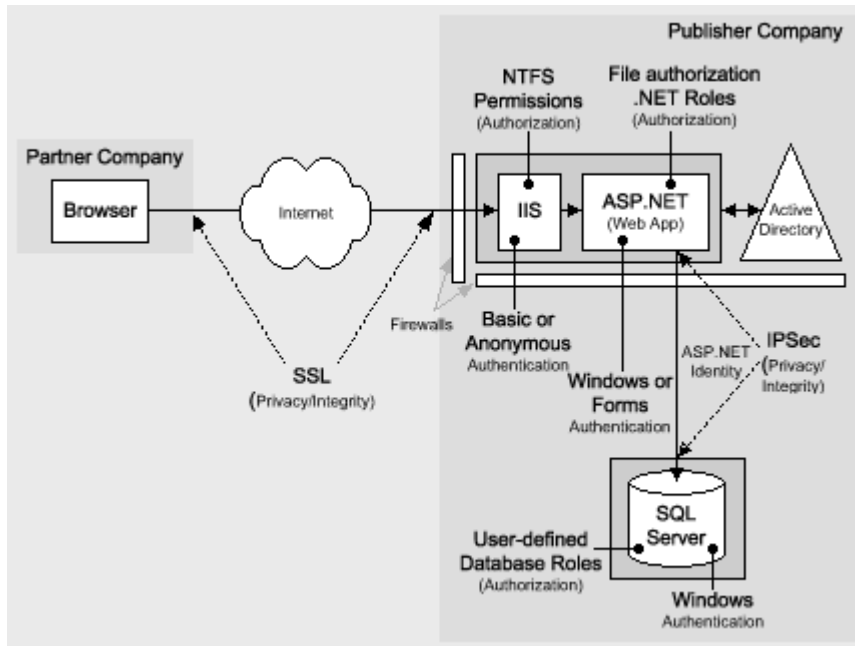 Publisher Company
NTFS
Permissions
(Authorization)
File authorization
.NET Roles
(Authorization)
Partner Company
Browser
Internet
IIS
ASP.NET
(Web App)
Active
Directory
Firewalls
Basic or
Anonymous
Authentication
SSL
(Privacy/Integrity)
Windows or
Forms
Authentication
ASP.NET
Identity
IPSec
(Privacy/
Integrity)
SQL
Server
User-defined
Database Roles
(Authorization)
Windows
Authentication